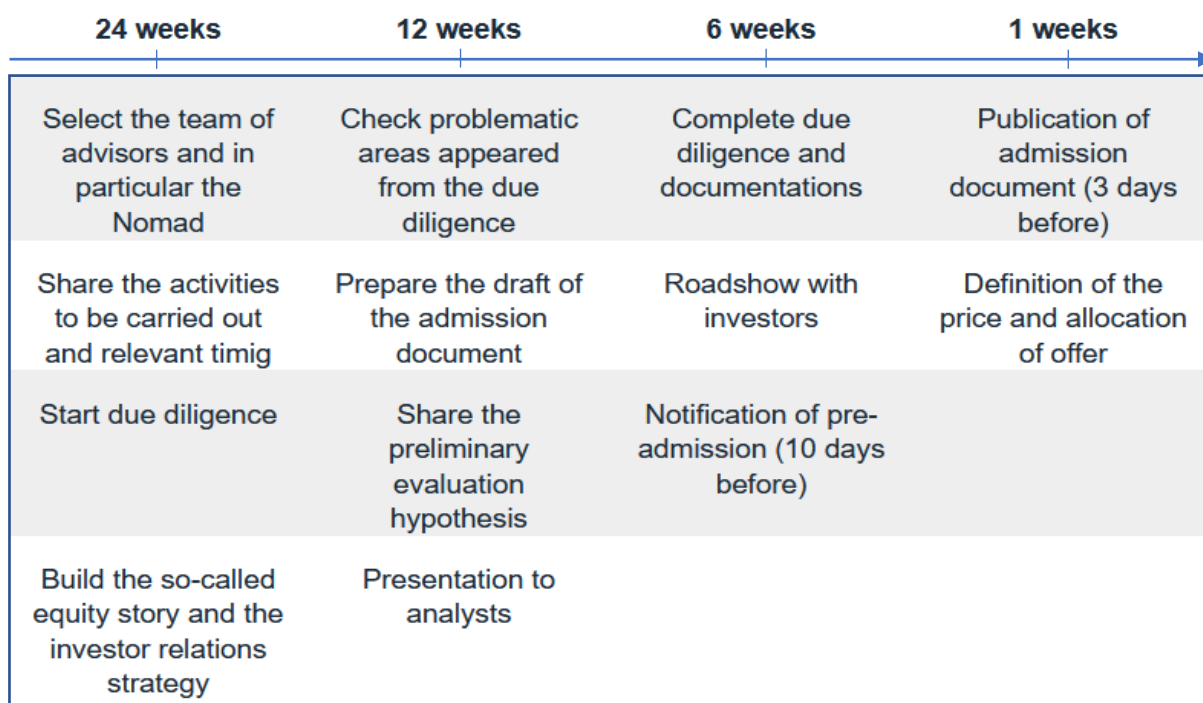 24 weeks
12 weeks
6 weeks
1 weeks
Select the team of
advisors and in
particular the
Nomad
Check problematic
areas appeared
from the due
diligence
Complete due
diligence and
documentations
Publication of
admission
document (3 days
before)
Share the activities
to be carried out
and relevant timig
Prepare the draft of
the admission
document
Roadshow with
investors
Definition of the
price and allocation
of offer
Start due diligence
Share the
preliminary
evaluation
hypothesis
Notification of pre-
admission (10 days
before)
Build the so-called
equity story and the
investor relations
strategy
Presentation to
analysts